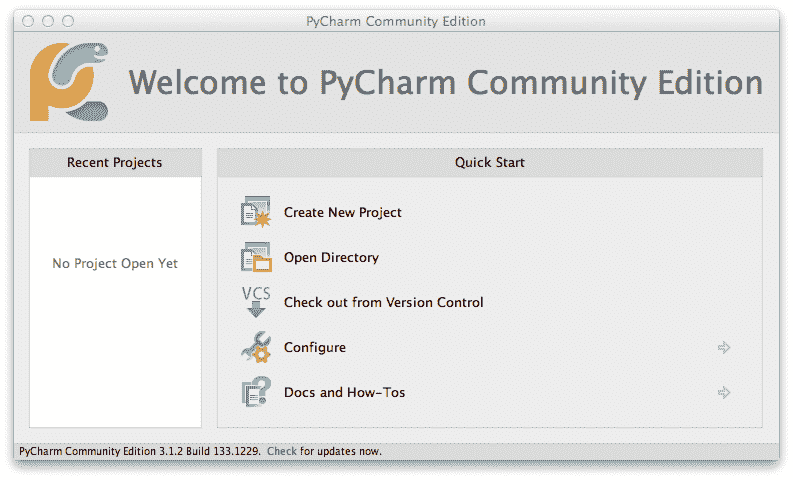 PyCharm Community Edition
Welcome to PyCharm Community Edition
Recent Projects
No Project Open Yet
Quick Start
Create New Project
Open Directory
VCS
Check out from Version Control
Configure
Docs and How-Tos
PyCharm Community Edition 3.1.2 Build 133.1229. Check for updates now.